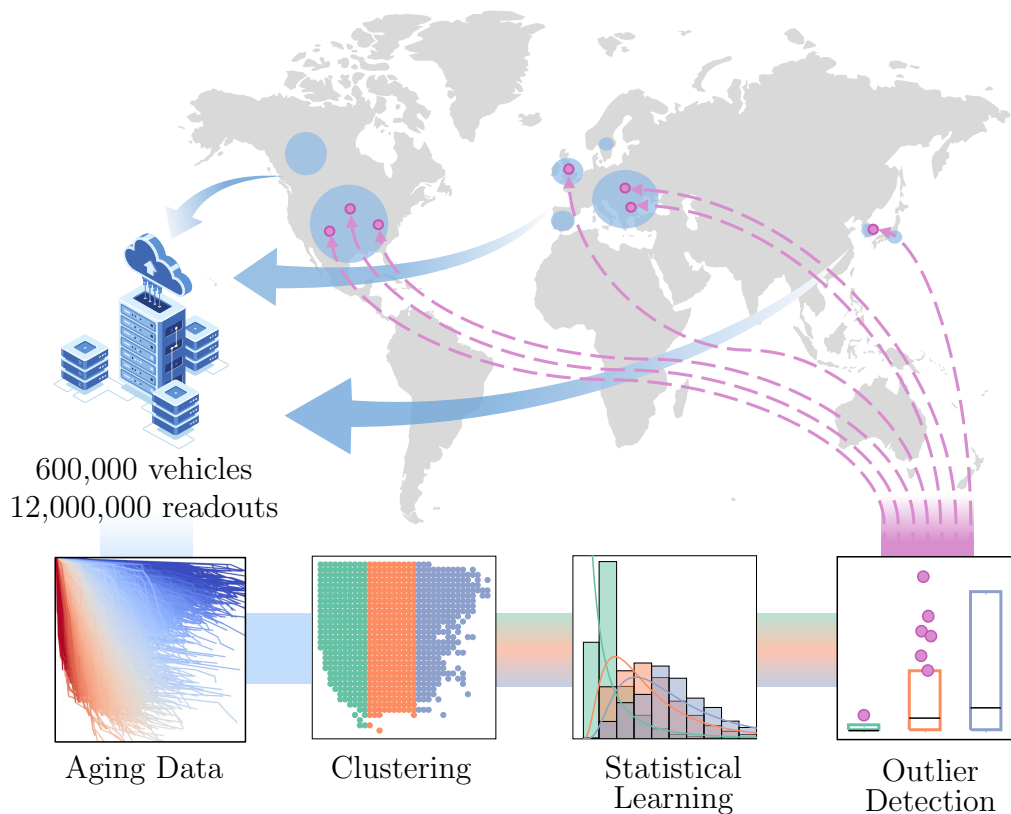 600,000 vehicles
12,000,000 readouts
Aging Data
Clustering
Statistical
Learning
Outlier
Detection